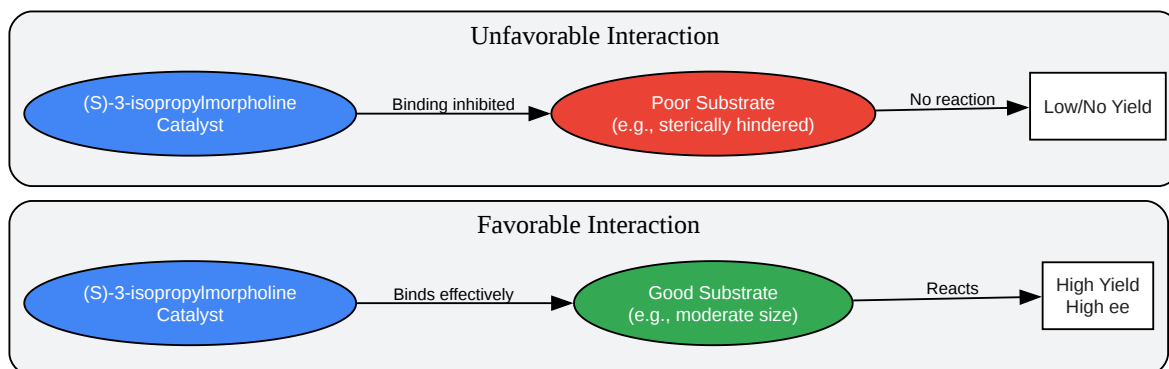 Unfavorable Interaction
(S)-3-isopropylmorpholine
Catalyst
Binding inhibited
Poor Substrate
(e.g., sterically hindered)
No reaction
Low/No Yield
Favorable Interaction
(S)-3-isopropylmorpholine
Catalyst
Binds effectively
Good Substrate
(e.g., moderate size)
Reacts
High Yield
High ee